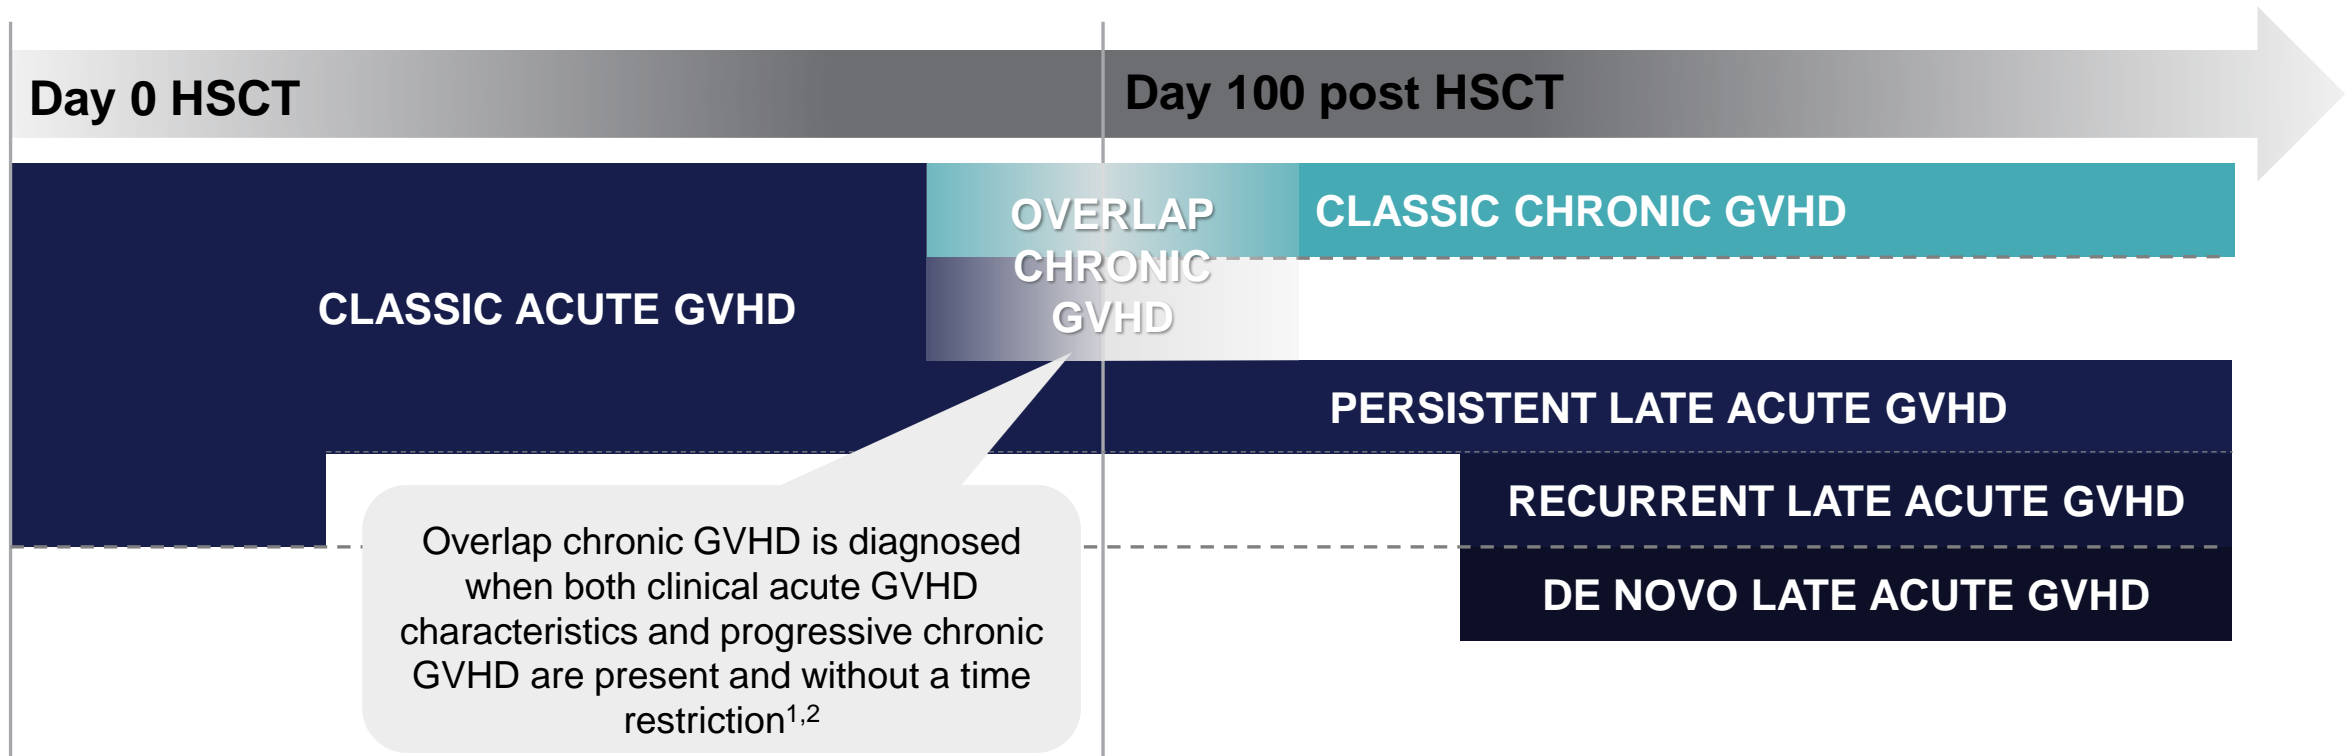 Day 0 HSCT
Day 100 post HSCT
OVERLAP
CHRONIC
GVHD
CLASSIC CHRONIC GVHD
CLASSIC ACUTE GVHD
PERSISTENT LATE ACUTE GVHD
RECURRENT LATE ACUTE GVHD
DE NOVO LATE ACUTE GVHD
Overlap chronic GVHD is diagnosed
when both clinical acute GVHD
characteristics and progressive chronic
GVHD are present and without a time
restriction1,2